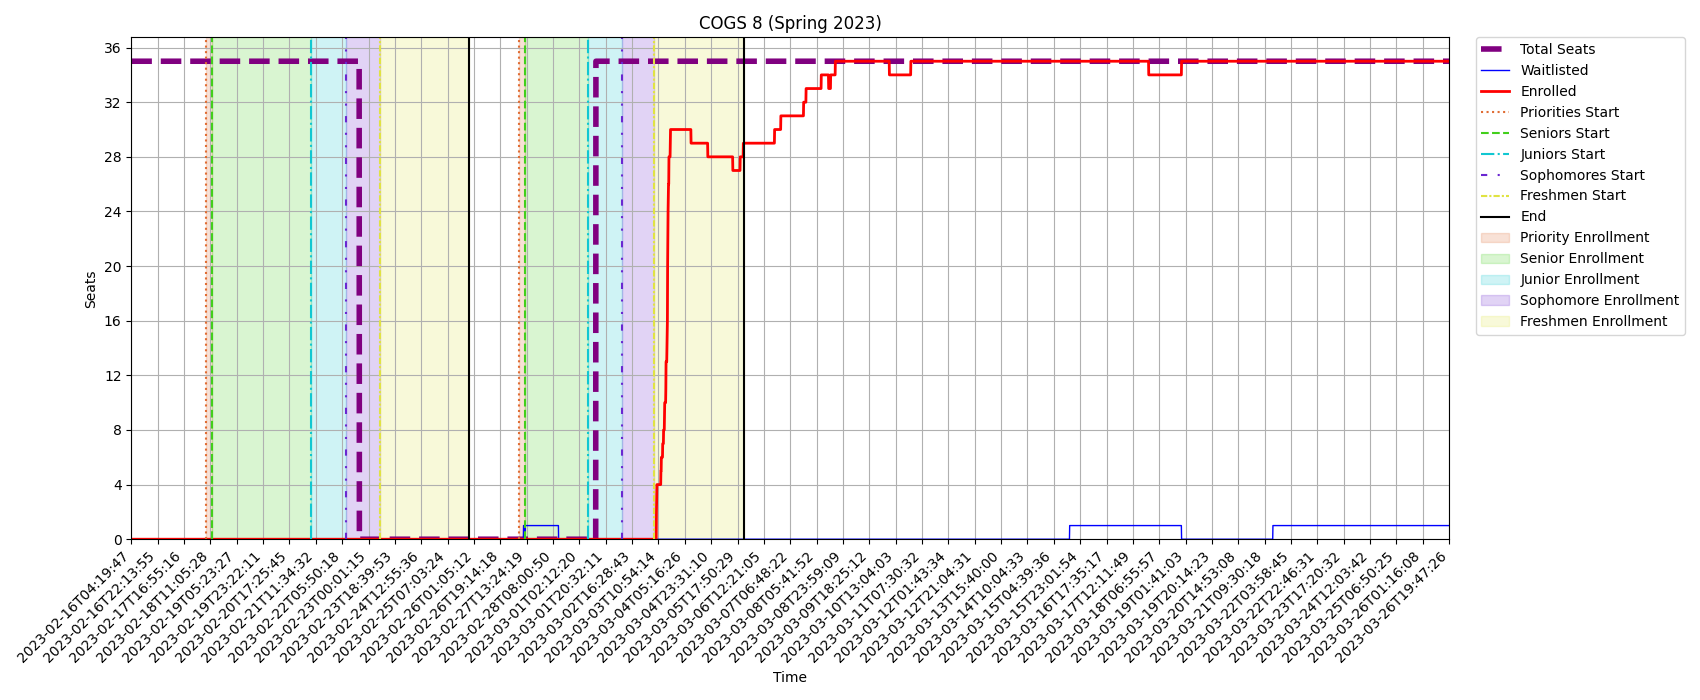 COGS 8 (Spring 2023)
36
32
28
24
20
16
12
8
4
0
Seats
2023-02-16T04:19:47
2023-02-16T22:13:55
2023-02-17T16:55:16
2023-02-18T11:05:28
2023-02-19T05:23:27
2023-02-19T23:22:11
2023-02-20T17:25:45
2023-02-21T11:34:32
2023-02-22T05:50:18
2023-02-23T00:01:15
2023-02-23T18:39:53
2023-02-24T12:55:36
2023-02-25T07:03:24
2023-02-26T01:05:12
2023-02-26T19:14:18
2023-02-27T13:24:19
2023-02-28T08:00:50
2023-03-01T02:12:20
2023-03-01T20:32:11
2023-03-02T16:28:43
2023-03-03T10:54:14
2023-03-04T05:16:26
2023-03-04T23:31:10
2023-03-05T17:50:29
2023-03-06T12:21:05
2023-03-07T06:48:22
2023-03-08T05:41:52
2023-03-08T23:59:09
2023-03-09T18:25:12
2023-03-10T13:04:03
2023-03-11T07:30:32
2023-03-12T01:43:34
2023-03-12T21:04:31
2023-03-13T15:40:00
2023-03-14T10:04:33
2023-03-15T04:39:36
2023-03-15T23:01:54
2023-03-16T17:35:17
2023-03-17T12:11:49
2023-03-18T06:55:57
2023-03-19T01:41:03
2023-03-19T20:14:23
2023-03-20T14:53:08
2023-03-21T09:30:18
2023-03-22T03:58:45
2023-03-22T22:46:31
2023-03-23T17:20:32
2023-03-24T12:03:42
2023-03-25T06:50:25
2023-03-26T01:16:08
2023-03-26T19:47:26
Time
Total Seats
Waitlisted
Enrolled
Priorities Start
Seniors Start
Juniors Start
Sophomores Start
Freshmen Start
End
Priority Enrollment
Senior Enrollment
Junior Enrollment
Sophomore Enrollment
Freshmen Enrollment